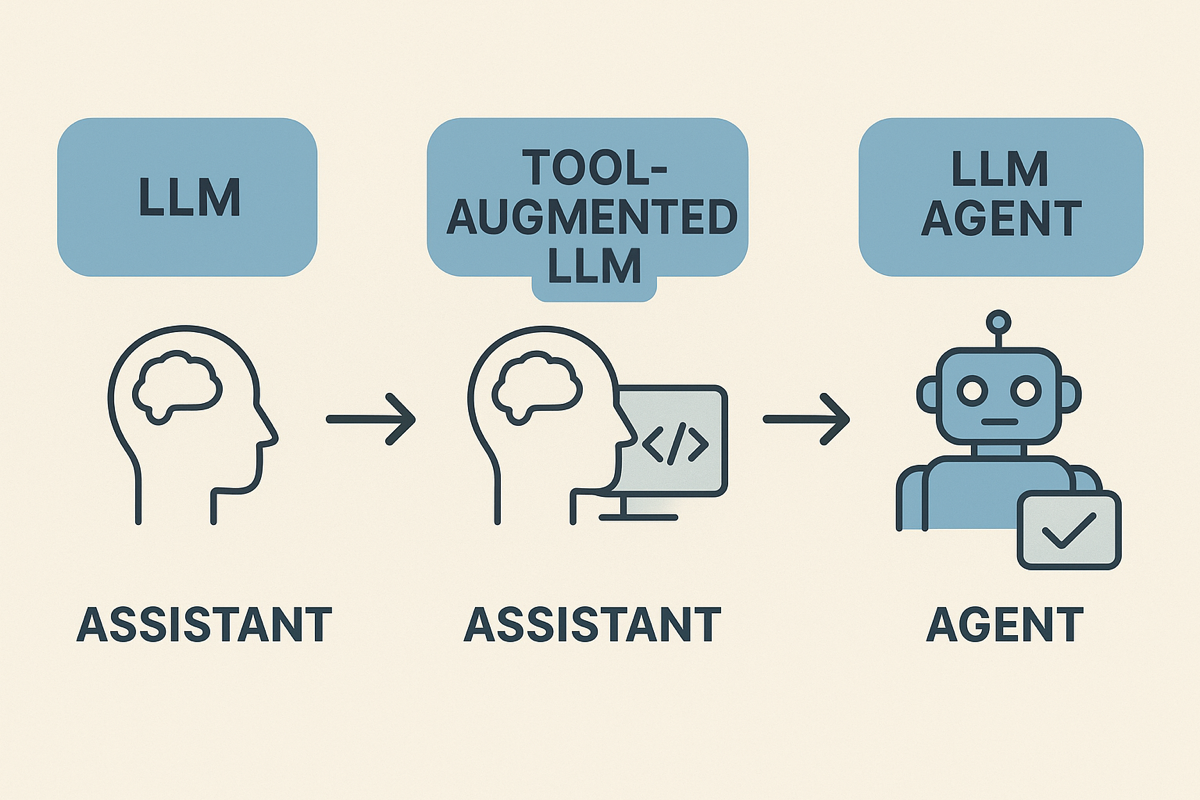 LLM
TOOL-
AUGMENTED
LLM
LLM
AGENT
</>
ASSISTANT
ASSISTANT
AGENT